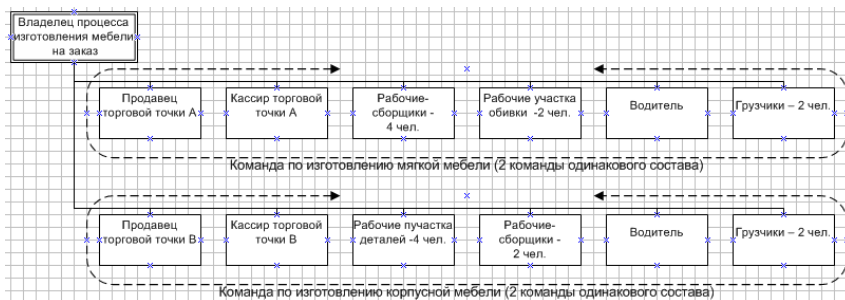 Владелец процесса
изготовления мебели
на заказ
Продавец
торговой точки А
Кассир торговой
точки А
Рабочие-
сборщики -
4 чел.
Рабочие участка
обивки -2 чел.
Водитель
Грузчики – 2 чел.
Команда по изготовлению мягкой мебели (2 команды одинакового состава)
Продавец
торговой точки В
Кассир торговой
точки В
Рабочие пучастка
деталей -4 чел.
Рабочие-
сборщики -
2 чел.
Водитель
Грузчики – 2 чел.
Команда по изготовлению корпусной мебели (2 команды одинакового состава)